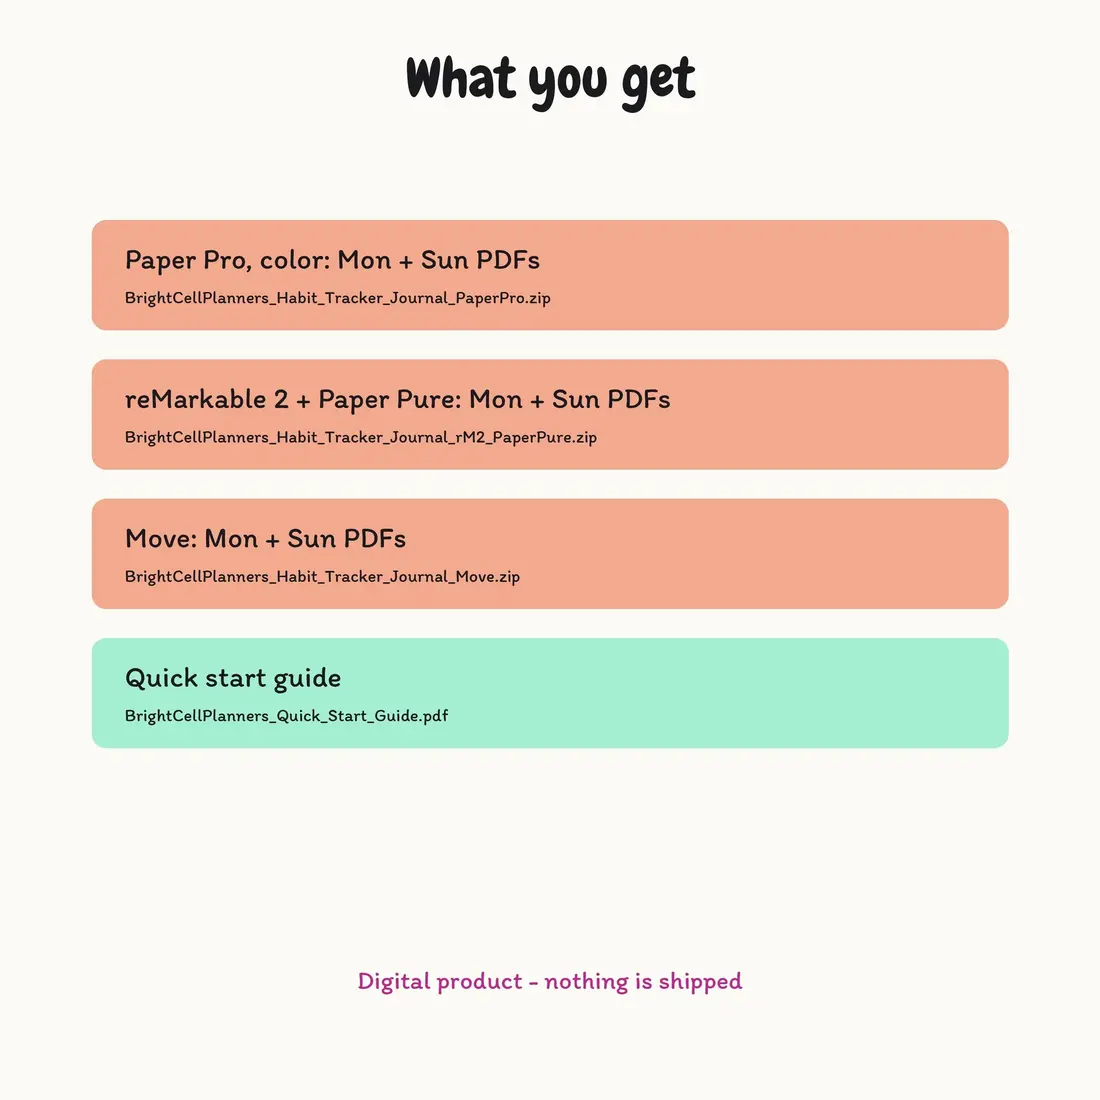 What you get
Paper Pro, color: Mon + Sun PDFs
BrightCellPlanners_Habit_Tracker_Journal_PaperPro.zip
reMarkable 2 + Paper Pure: Mon + Sun PDFs
BrightCellPlanners_Habit_Tracker_Journal_rM2_PaperPure.zip
Move: Mon + Sun PDFs
BrightCellPlanners_Habit_Tracker_Journal_Move.zip
Quick start guide
BrightCellPlanners_Quick_Start_Guide.pdf
Digital product - nothing is shipped